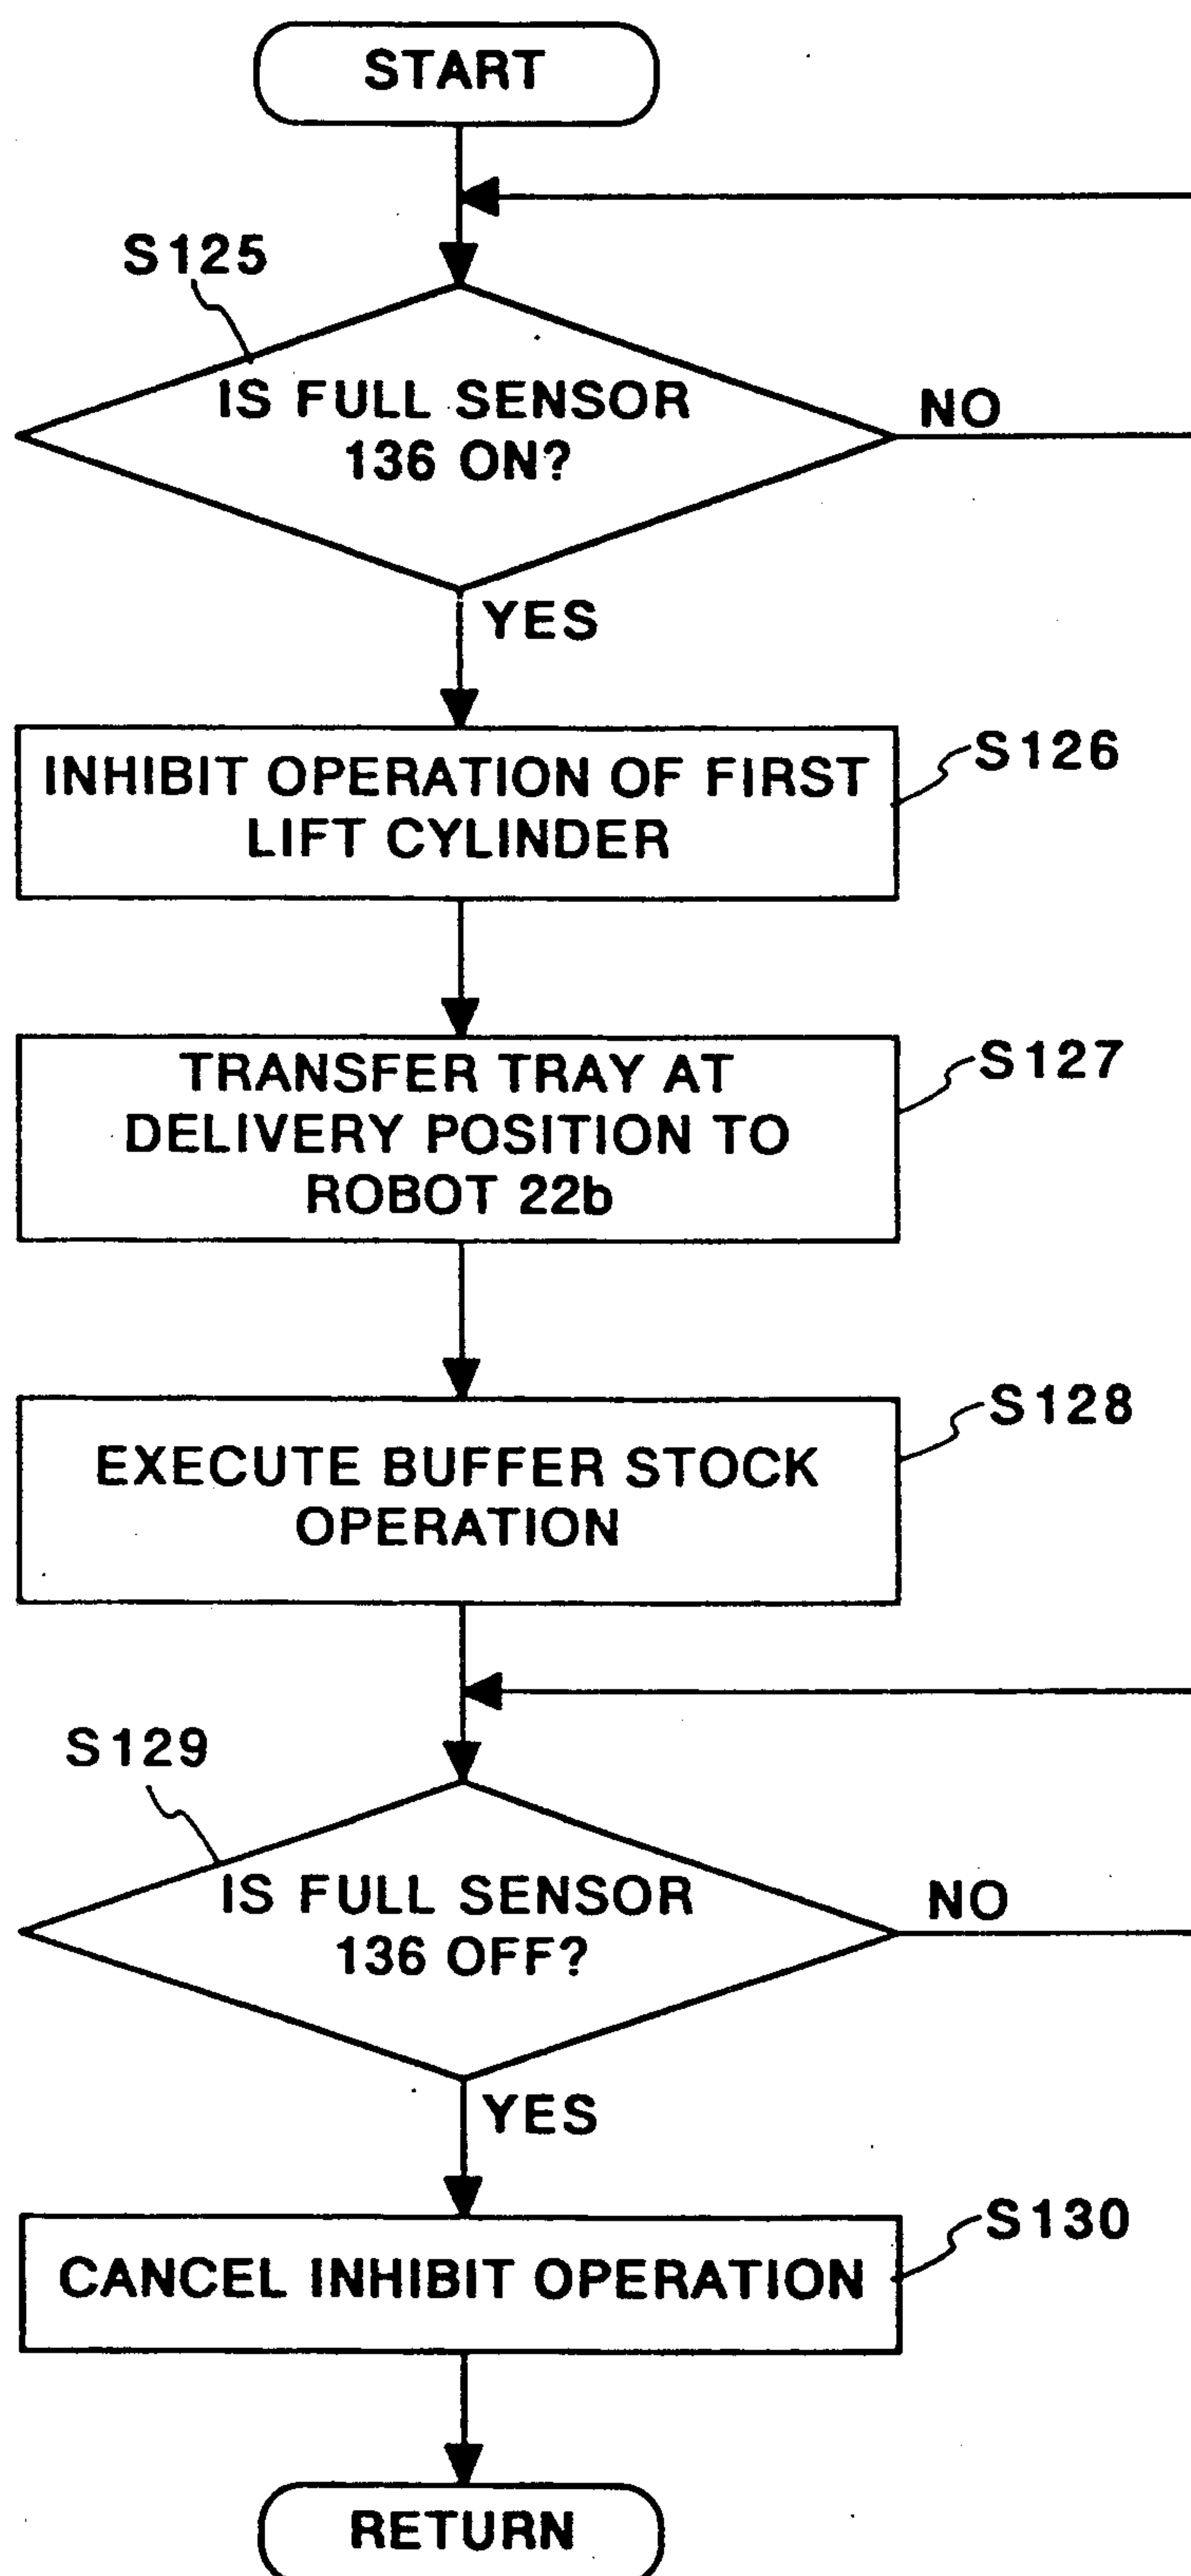 START
S125
IS FULL SENSOR
136 ON?
NO
YES
INHIBIT OPERATION OF FIRST
LIFT CYLINDER
S126
TRANSFER TRAY AT
DELIVERY POSITION TO
ROBOT 22b
S127
EXECUTE BUFFER STOCK
OPERATION
S128
S129
IS FULL SENSOR
136 OFF?
NO
YES
CANCEL INHIBIT OPERATION
S130
RETURN